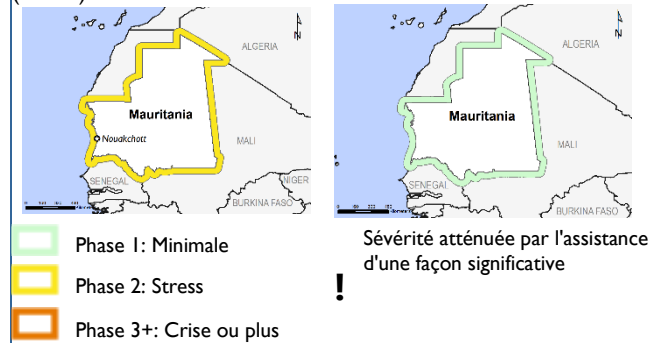 N
ALGERIA
Mauritania
Nouakchott
MALI
SENEGAL
NIGER
BURKINA FASO
N
ALGERIA
Mauritania
MALI
SENEGAL
BURKINA FASO
Phase 1: Minimale
Phase 2: Stress
Phase 3+: Crise ou plus
Sévérité atténuée par l'assistance
d'une façon significative
!